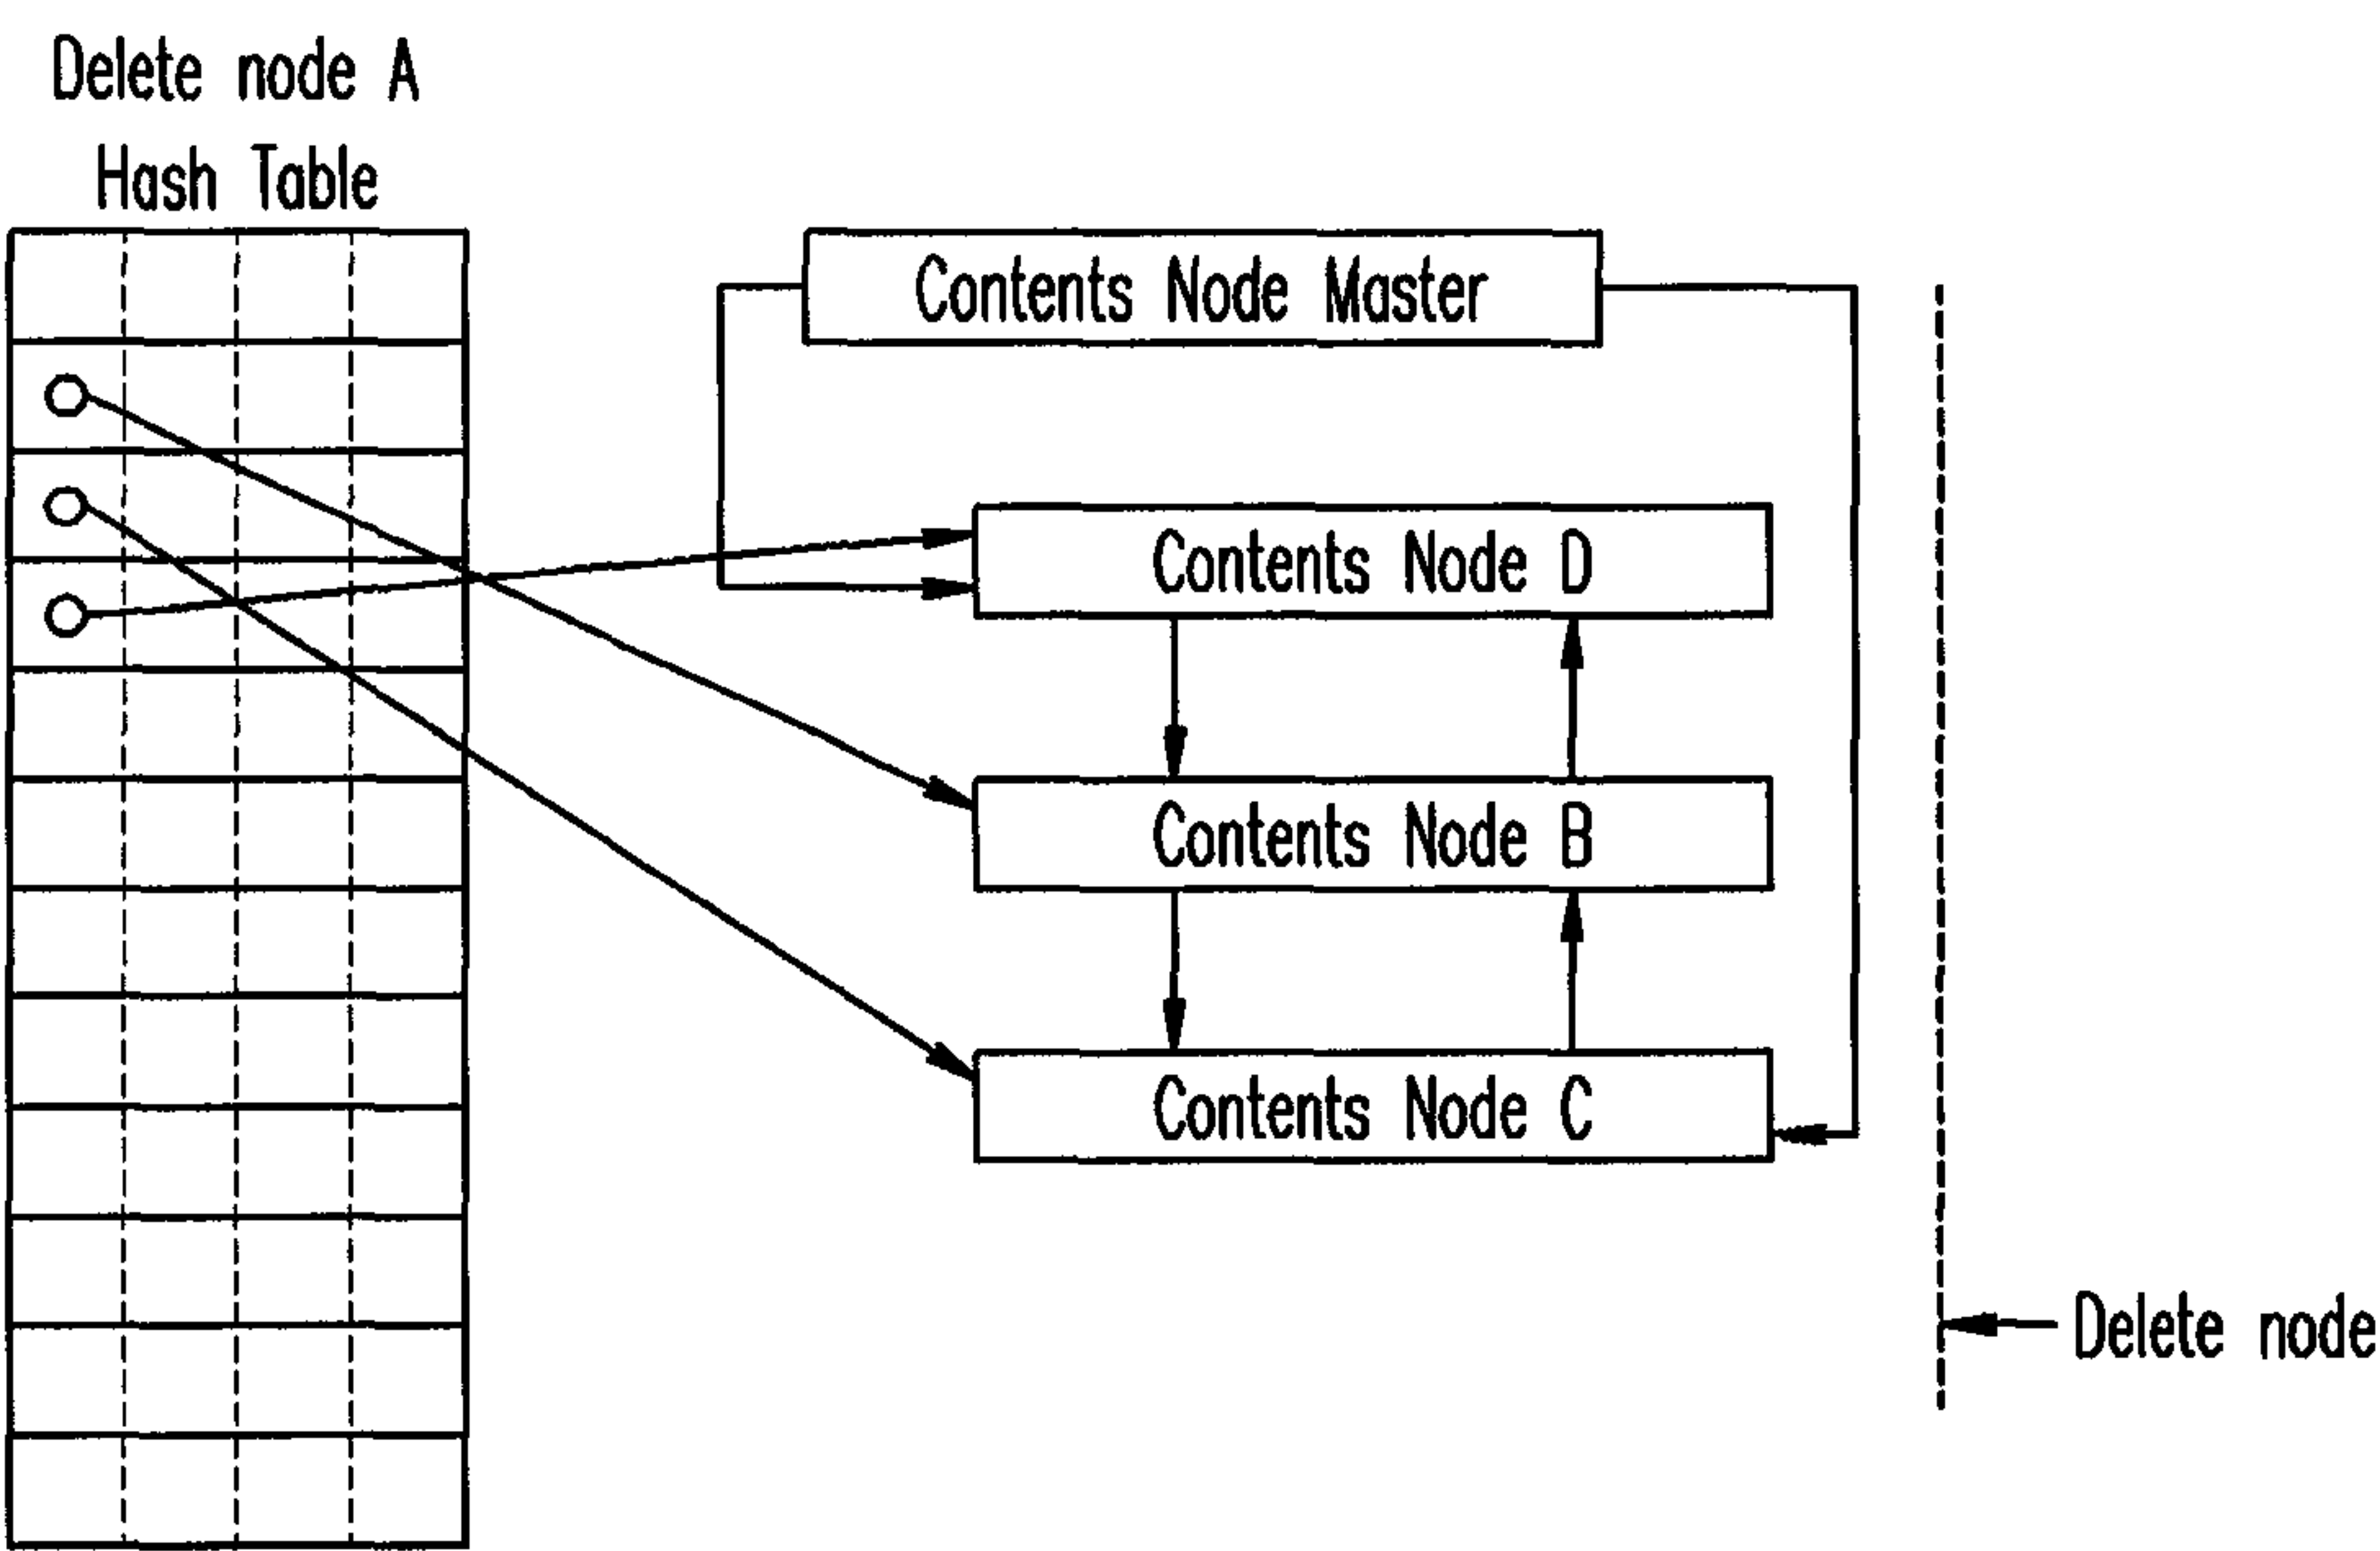 Delete node A
Hash Table
Contents Node Master
Contents Node D
Contents Node B
Contents Node C
Delete node